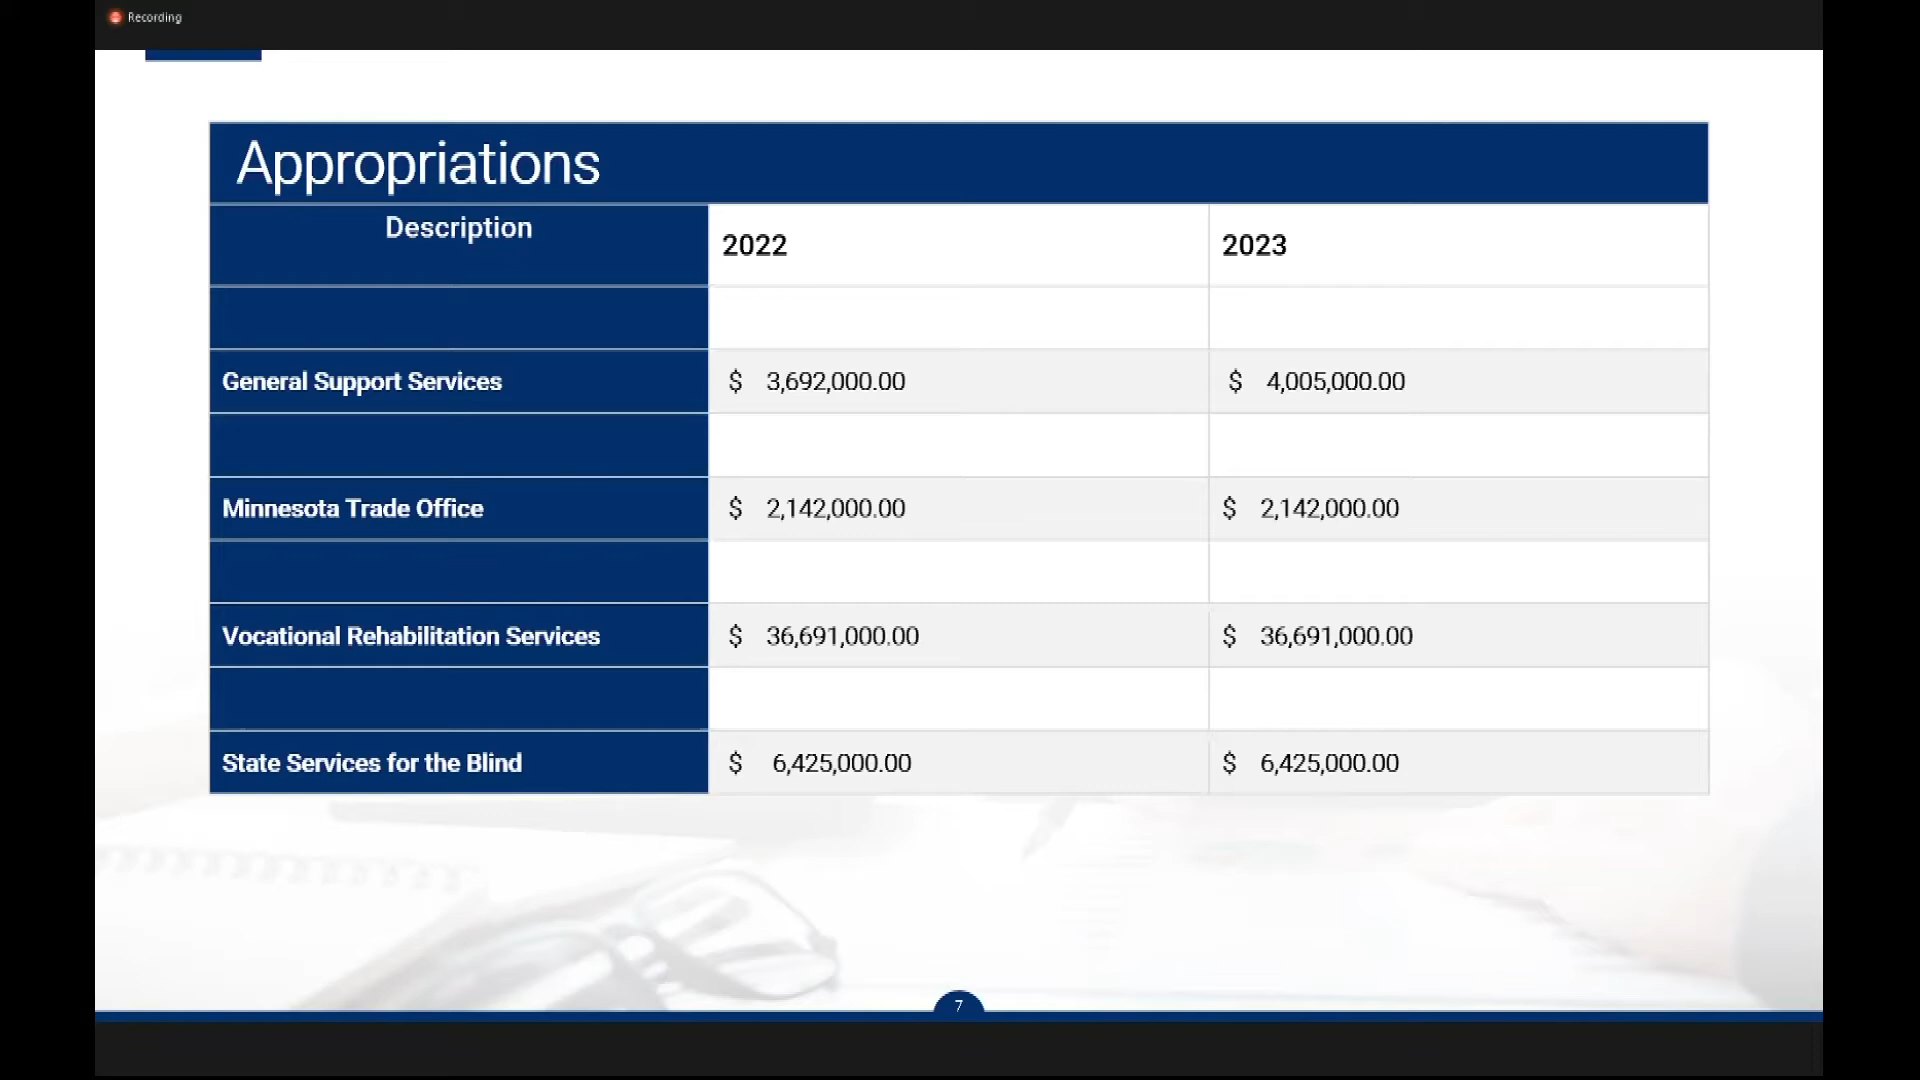 Recording
Appropriations
Description 2022 2023
General Support Services $ 3,692,000.00 $ 4,005,000.00
Minnesota Trade Office $ 2,142,000.00 $ 2,142,000.00
Vocational Rehabilitation Services $ 36,691,000.00 $ 36,691,000.00
State Services for the Blind $ 6,425,000.00 $ 6,425,000.00
7